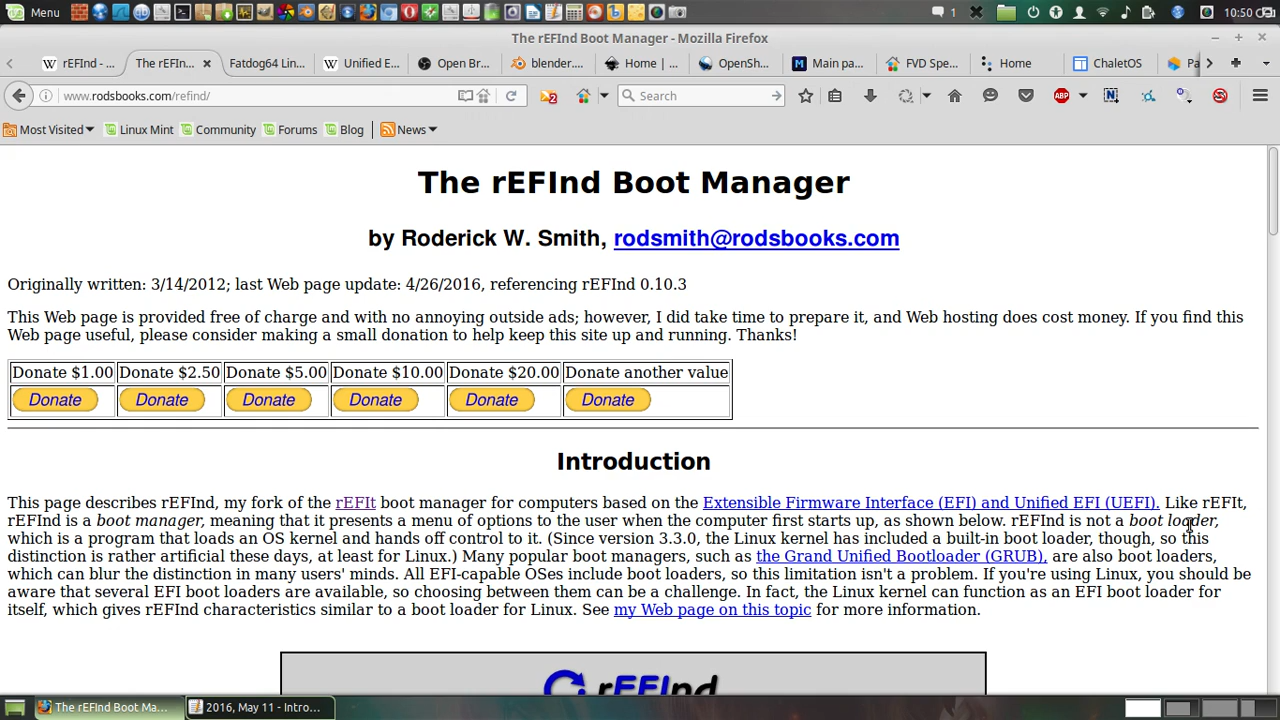 Menu
1
10:50
The rEFInd Boot Manager - Mozilla Firefox
rEFInd - ...
The rEFIn...
Fatdog64 Lin...
Unified E...
Open Br...
blender....
Home | ...
OpenSh...
Main pa...
FVD Spe...
Home
ChaletOS
Pa
www.rodsbooks.com/refind/
2
Search
ABP
Most Visited
Linux Mint
Community
Forums
Blog
News
The rEFInd Boot Manager
by Roderick W. Smith, rodsmith@rodsbooks.com
Originally written: 3/14/2012; last Web page update: 4/26/2016, referencing rEFInd 0.10.3
This Web page is provided free of charge and with no annoying outside ads; however, I did take time to prepare it, and Web hosting does cost money. If you find this
Web page useful, please consider making a small donation to help keep this site up and running. Thanks!
Donate $1.00 Donate $2.50 Donate $5.00 Donate $10.00 Donate $20.00 Donate another value
Donate Donate Donate Donate Donate Donate
Introduction
This page describes rEFInd, my fork of the rEFIt boot manager for computers based on the Extensible Firmware Interface (EFI) and Unified EFI (UEFI). Like rEFIt,
rEFInd is a boot manager, meaning that it presents a menu of options to the user when the computer first starts up, as shown below. rEFInd is not a boot loader,
which is a program that loads an OS kernel and hands off control to it. (Since version 3.3.0, the Linux kernel has included a built-in boot loader, though, so this
distinction is rather artificial these days, at least for Linux.) Many popular boot managers, such as the Grand Unified Bootloader (GRUB), are also boot loaders,
which can blur the distinction in many users' minds. All EFI-capable OSes include boot loaders, so this limitation isn't a problem. If you're using Linux, you should be
aware that several EFI boot loaders are available, so choosing between them can be a challenge. In fact, the Linux kernel can function as an EFI boot loader for
itself, which gives rEFInd characteristics similar to a boot loader for Linux. See my Web page on this topic for more information.
rEFInd
The rEFInd Boot Ma...
2016, May 11 - Intro...